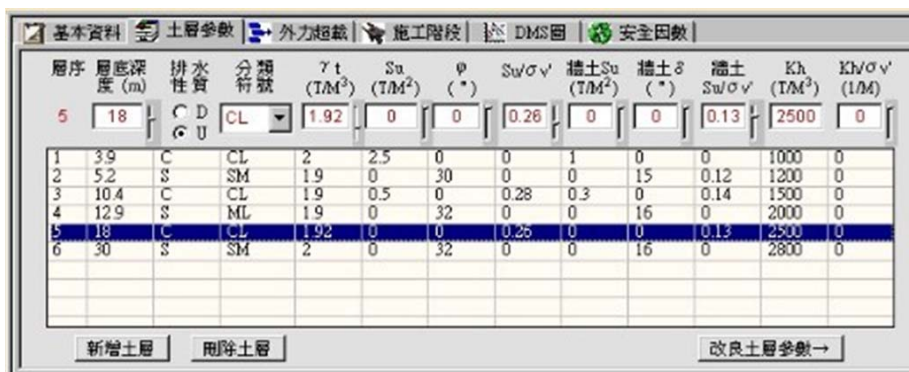 基本資料 土層參數 外力超載 施工階段 DMS圖 安全因數
層序 層底深度 (m) 排水性質 分類符號 γt (T/M³) Su (T/M²) φ (°) Su/σv' 牆土Su (T/M²) 牆土δ (°) 牆土 Su/σv' Kh (T/M³) Kh/σv' (1/M)
5 18 D U CL 1.92 0 0 0.26 0 0 0.13 2500 0
1 3.9 C CL 2 2.5 0 0 1 0 0 1000 0
2 5.2 S SM 1.9 0 30 0 0 15 0.12 1200 0
3 10.4 C CL 1.9 0.5 0 0.28 0.3 0 0.14 1500 0
4 12.9 S ML 1.9 0 32 0 0 16 0 2000 0
5 18 C CL 1.92 0 0 0.26 0 0 0.13 2500 0
6 30 S SM 2 0 32 0 0 16 0 2800 0
新增土層 刪除土層 改良土層參數→